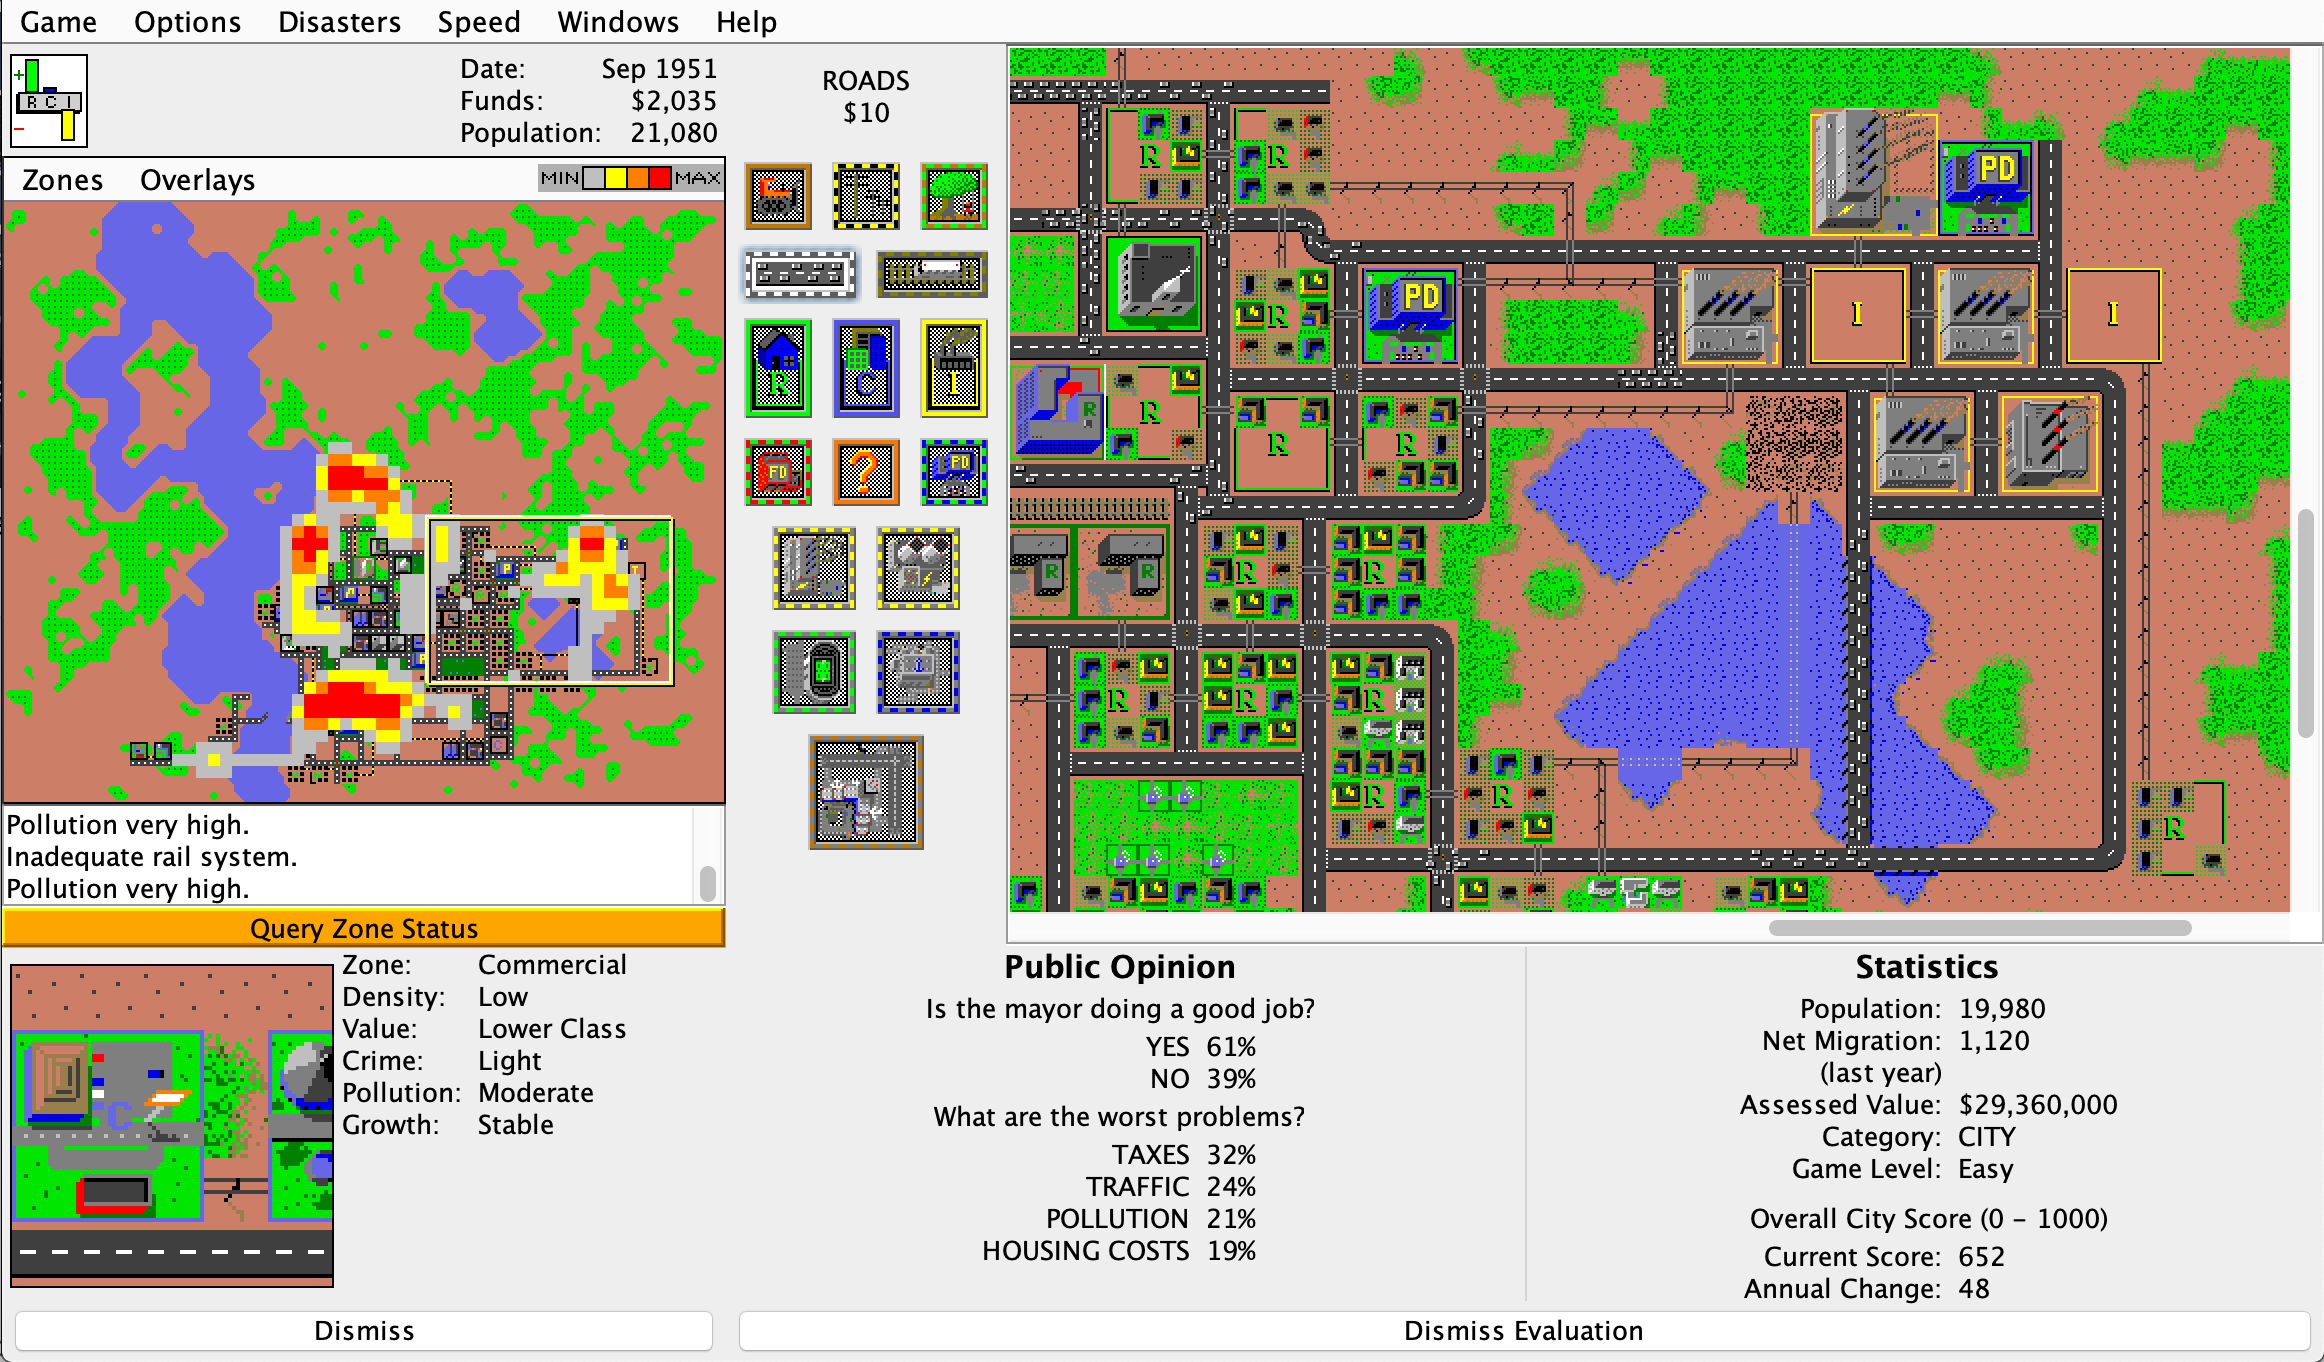 Game Options Disasters Speed Windows Help
R C I
Date: Sep 1951
Funds: $2,035
Population: 21,080
ROADS
$10
Zones Overlays MIN MAX
R
C
I
FD ? PD
Pollution very high.
Inadequate rail system.
Pollution very high.
Query Zone Status
Zone: Commercial
Density: Low
Value: Lower Class
Crime: Light
Pollution: Moderate
Growth: Stable
C
Dismiss
R R PD
R PD I I
R R R R
R R R R
R R R
R R R
Public Opinion
Is the mayor doing a good job?
YES 61%
NO 39%
What are the worst problems?
TAXES 32%
TRAFFIC 24%
POLLUTION 21%
HOUSING COSTS 19%
Statistics
Population: 19,980
Net Migration: 1,120
(last year)
Assessed Value: $29,360,000
Category: CITY
Game Level: Easy
Overall City Score (0 - 1000)
Current Score: 652
Annual Change: 48
Dismiss Evaluation